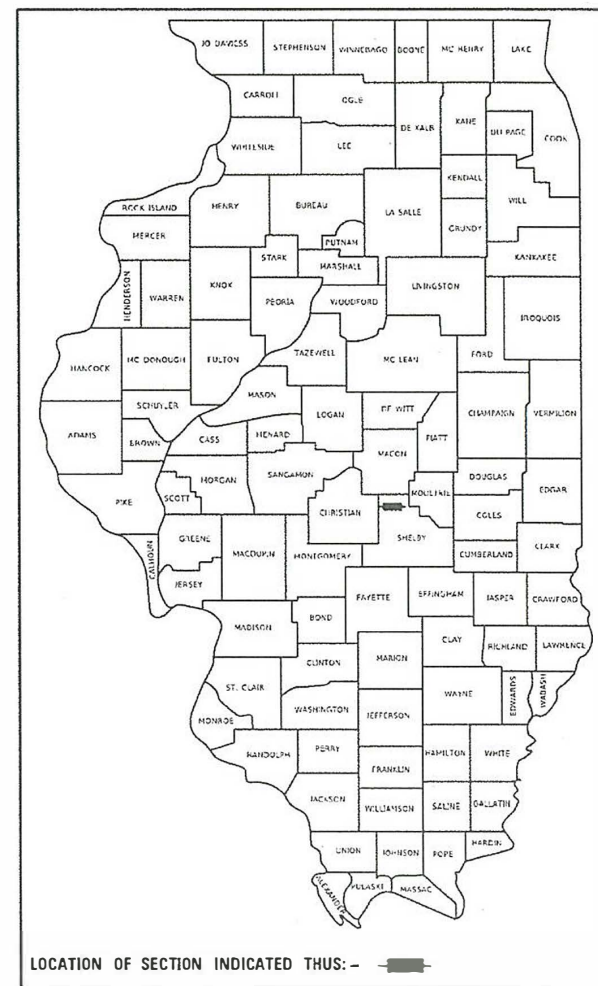 JO DAVIESS STEPHENSON WINNEBAGO BOONE MC HENRY LAKE
CARROLL OGLE DE KALB KANE DU PAGE COOK
WHITESIDE LEE KENDALL WILL
ROCK ISLAND HENRY BUREAU LA SALLE GRUNDY
MERCER PUTNAM KANKAKEE
STARK MARSHALL
HENDERSON WARREN KNOX PEORIA WOODFORD LIVINGSTON IROQUOIS
HANCOCK MC DONOUGH FULTON TAZEWELL MC LEAN FORD
MASON
SCHUYLER LOGAN DE WITT CHAMPAIGN VERMILION
ADAMS BROWN CASS MENARD MACON PIATT
PIKE SCOTT MORGAN SANGAMON DOUGLAS EDGAR
CHRISTIAN MOULTRIE COLES
GREENE SHELBY
CALHOUN MACOUPIN MONTGOMERY CUMBERLAND CLARK
JERSEY
FAYETTE EFFINGHAM JASPER CRAWFORD
MADISON BOND
CLAY RICHLAND LAWRENCE
CLINTON MARION
ST. CLAIR WAYNE EDWARDS WABASH
WASHINGTON JEFFERSON
MONROE
RANDOLPH PERRY HAMILTON WHITE
FRANKLIN
JACKSON WILLIAMSON SALINE GALLATIN
UNION JOHNSON POPE HARDIN
ALEXANDER PULASKI MASSAC
LOCATION OF SECTION INDICATED THUS:-